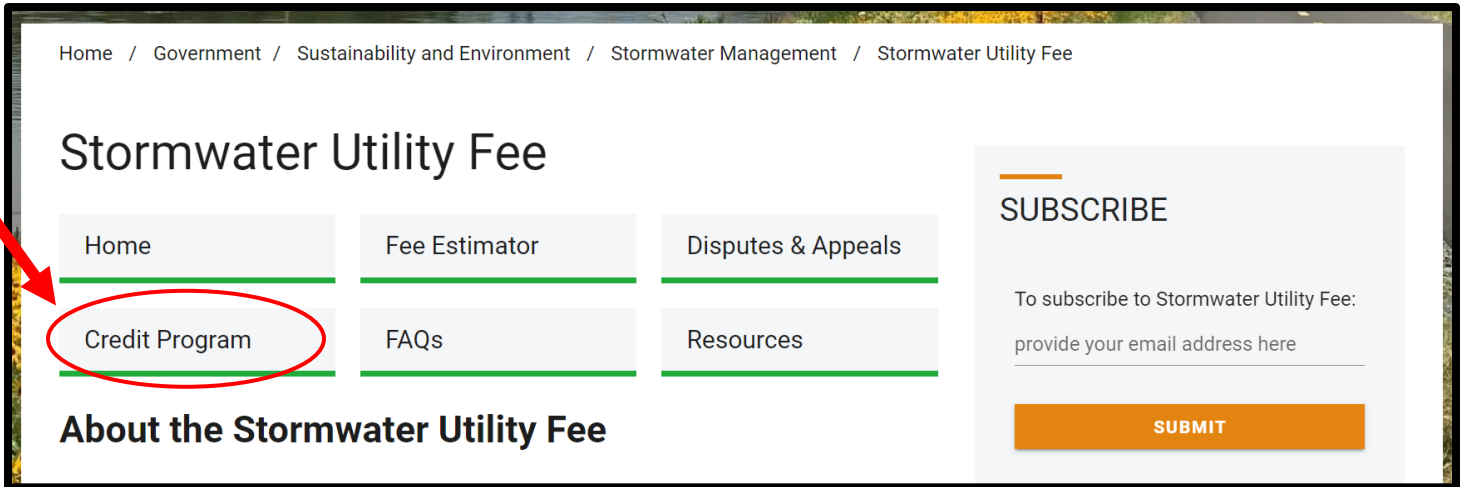 Home / Government / Sustainability and Environment / Stormwater Management / Stormwater Utility Fee
Stormwater Utility Fee
Home
Fee Estimator
Disputes & Appeals
Credit Program
FAQs
Resources
About the Stormwater Utility Fee
SUBSCRIBE
To subscribe to Stormwater Utility Fee:
provide your email address here
SUBMIT